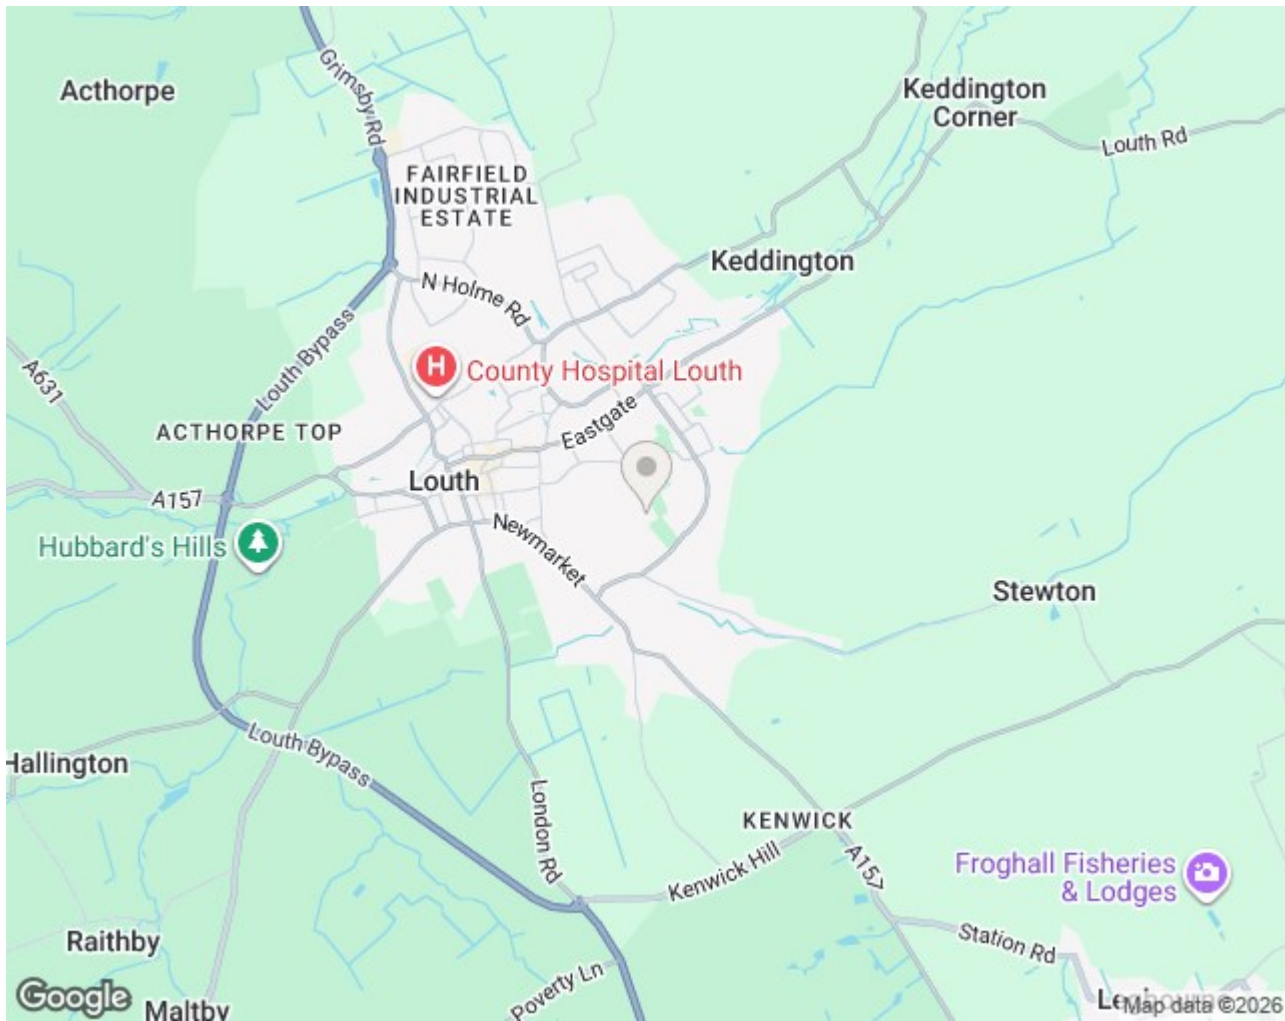 Acthorpe
Grimsby Rd
Keddington
Corner
Louth Rd
FAIRFIELD
INDUSTRIAL
ESTATE
Keddington
N Holme Rd
Louth Bypass
A631
H
County Hospital Louth
Eastgate
ACTHORPE TOP
Louth
A157
Newmarket
Hubbard's Hills
Stewton
Louth Bypass
Hallington
London Rd
KENWICK
Kenwick Hill
A157
Froghall Fisheries
& Lodges
Station Rd
Raithby
Poverty Ln
Google
Maltby
Legbourne
Map data ©2026